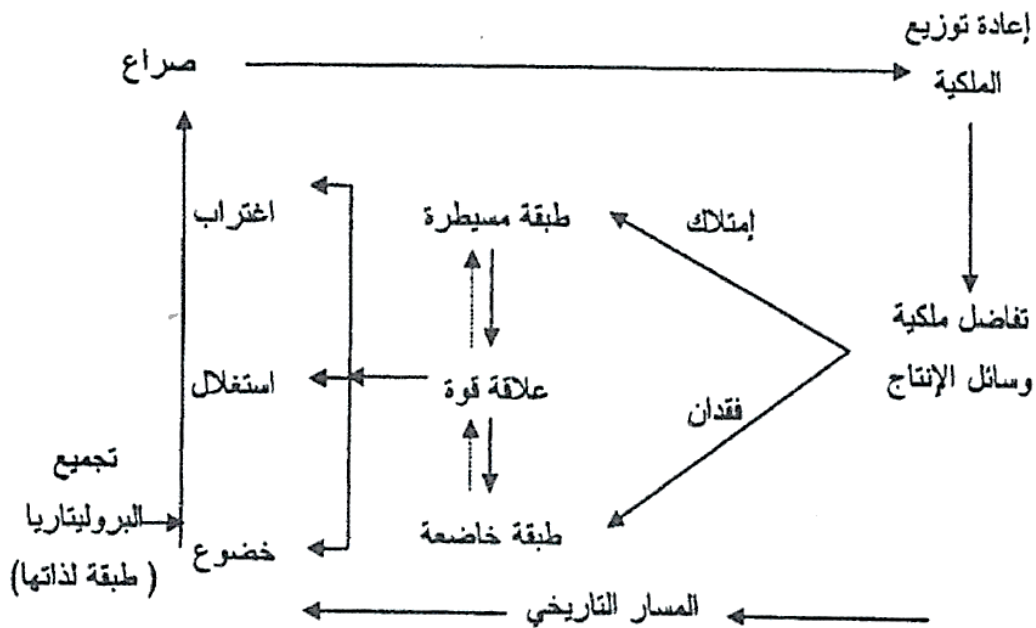 إعادة توزيع
الملكية
صراع
إمتلاك
طبقة مسيطرة
اغتراب
تفاضل ملكية
وسائل الإنتاج
علاقة قوة
استغلال
فقدان
تجميع
البروليتاريا
(طبقة لذاتها)
طبقة خاضعة
خضوع
المسار التاريخي